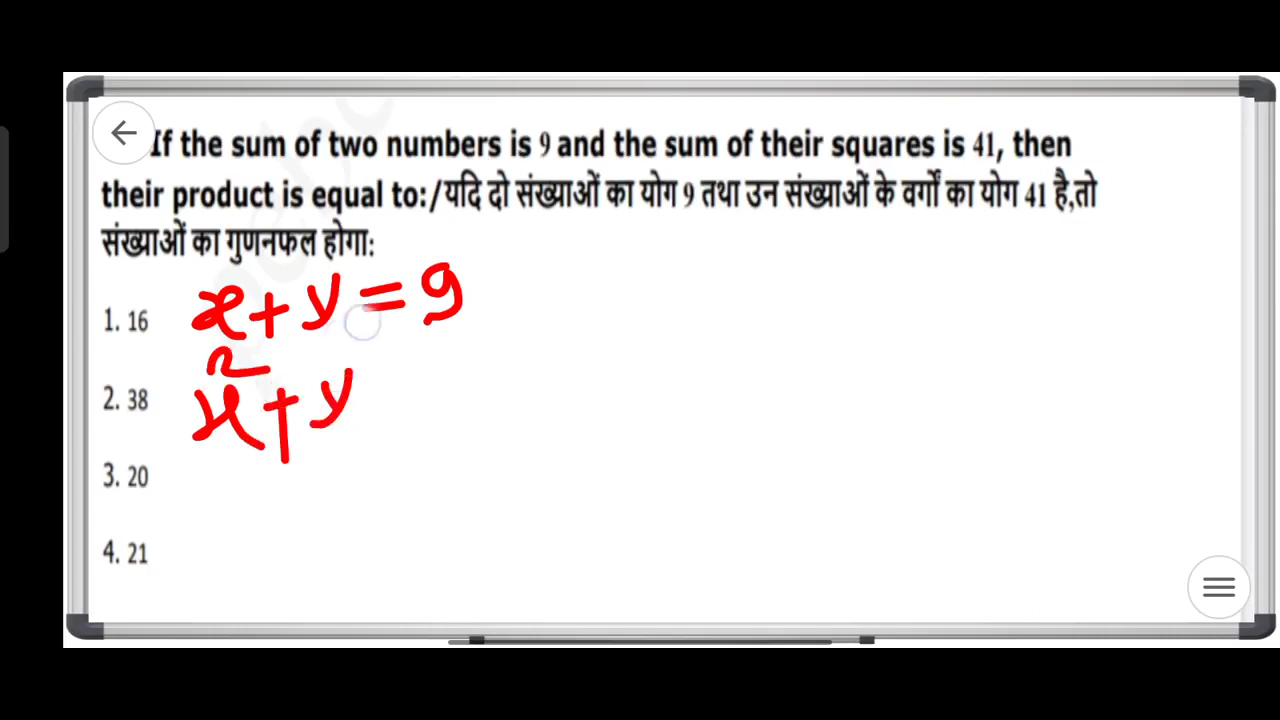 If the sum of two numbers is 9 and the sum of their squares is 41, then
their product is equal to:/यदि दो संख्याओं का योग 9 तथा उन संख्याओं के वर्गों का योग 41 है,तो
संख्याओं का गुणनफल होगा:
1. 16
x + y = 9
2. 38
x² + y
3. 20
4. 21